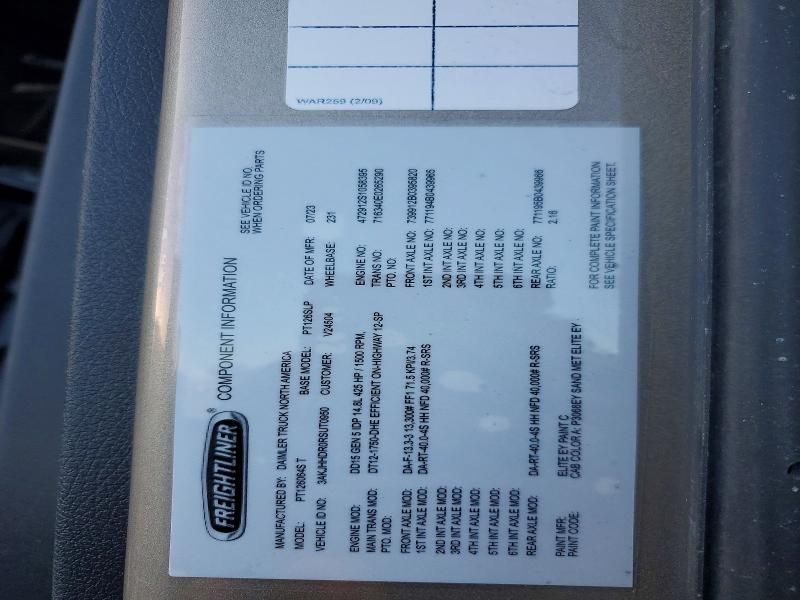 WAR259 (2/09)
FREIGHTLINER®
COMPONENT INFORMATION
SEE VEHICLE ID NO.
WHEN ORDERING PARTS
MANUFACTURED BY: DAIMLER TRUCK NORTH AMERICA
MODEL: PT126064S T BASE MODEL: PT126SLP DATE OF MFR: 07/23
VEHICLE ID NO: 3AKJHHDR0RSUT0960 CUSTOMER: V24504 WHEELBASE: 231
ENGINE MOD: DD15 GEN 5 IDP 14.8L 425 HP / 1500 RPM, ENGINE NO: 472912S1058395
MAIN TRANS MOD: DT12-1750-DHE EFFICIENT ON-HIGHWAY 12-SP TRANS NO: 716340E0265290
PTO. MOD: PTO. NO:
FRONT AXLE MOD: DA-F-13.3-3 13,300# FF1 71.5 KPI/3.74 FRONT AXLE NO: 739912B0395820
1ST INT AXLE MOD: DA-RT-40.0-4S HH NFD 40,000# R-SRS 1ST INT AXLE NO: 771194B0439965
2ND INT AXLE MOD: 2ND INT AXLE NO:
3RD INT AXLE MOD: 3RD INT AXLE NO:
4TH INT AXLE MOD: 4TH INT AXLE NO:
5TH INT AXLE MOD: 5TH INT AXLE NO:
6TH INT AXLE MOD: 6TH INT AXLE NO:
REAR AXLE MOD: DA-RT-40.0-4S HH NFD 40,000# R-SRS REAR AXLE NO: 771195B0439966
RATIO: 2.16
PAINT MFR: ELITE EY PAINT C
PAINT CODE: CAB COLOR A: P3068EY SAND MET ELITE EY
FOR COMPLETE PAINT INFORMATION
SEE VEHICLE SPECIFICATION SHEET.